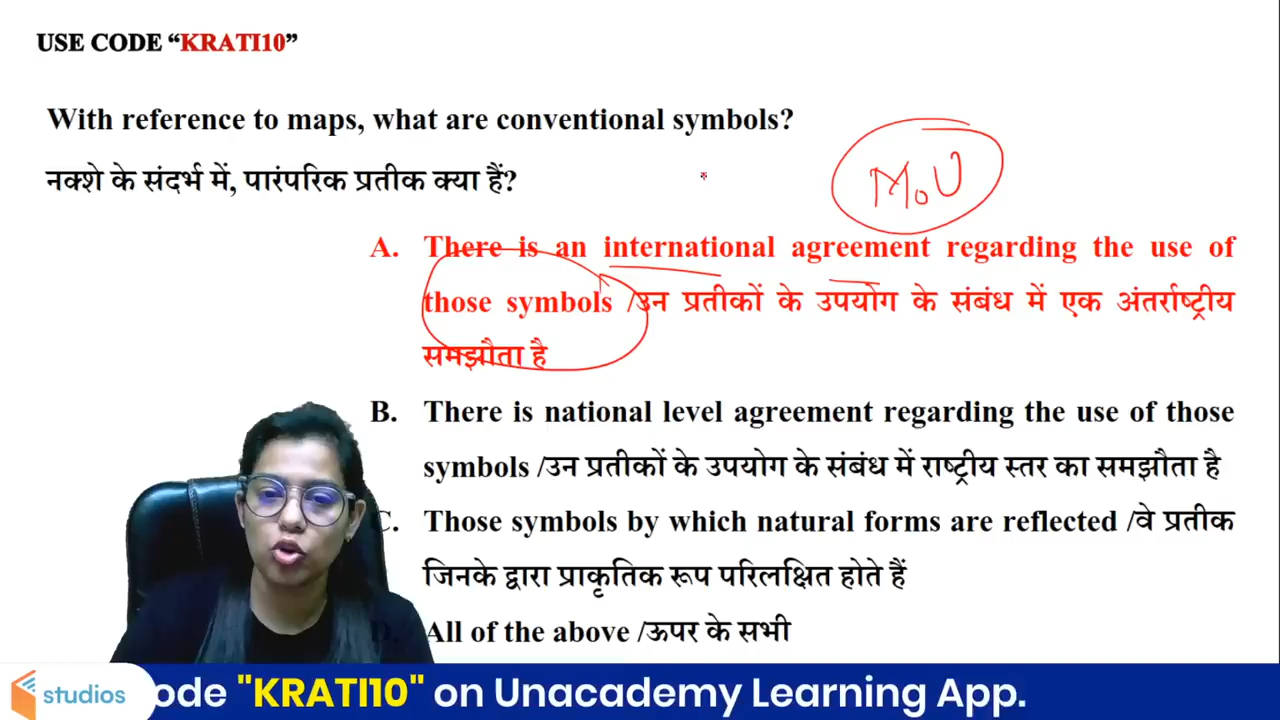 USE CODE “KRATI10”
With reference to maps, what are conventional symbols?
नक्शे के संदर्भ में, पारंपरिक प्रतीक क्या हैं?
MoU
A. There is an international agreement regarding the use of
those symbols /उन प्रतीकों के उपयोग के संबंध में एक अंतर्राष्ट्रीय
समझौता है
B. There is national level agreement regarding the use of those
symbols /उन प्रतीकों के उपयोग के संबंध में राष्ट्रीय स्तर का समझौता है
C. Those symbols by which natural forms are reflected /वे प्रतीक
जिनके द्वारा प्राकृतिक रूप परिलक्षित होते हैं
D. All of the above /ऊपर के सभी
studios
ode "KRATI10" on Unacademy Learning App.